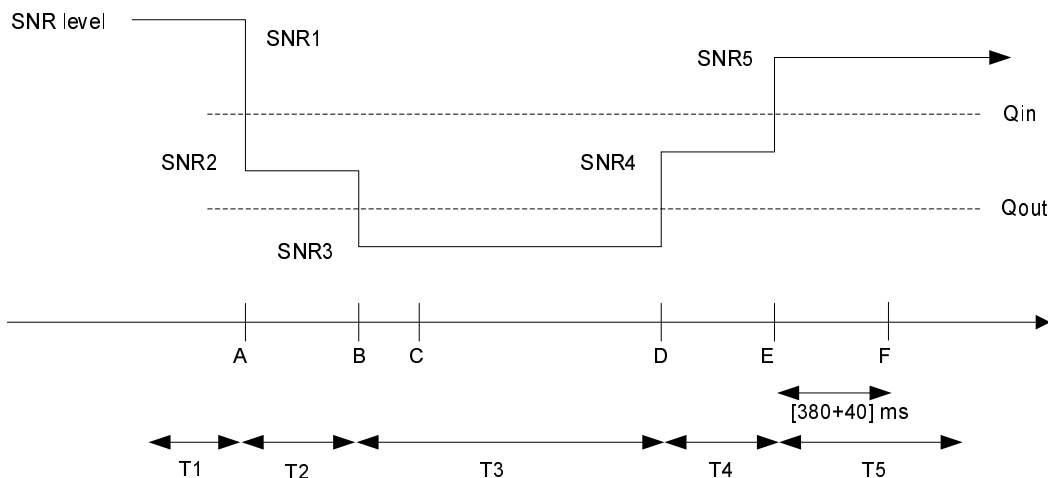 SNR level
SNR1
SNR5
Qin
SNR2
SNR4
Qout
SNR3
A
B
C
D
E
F
[380+40] ms
T1
T2
T3
T4
T5